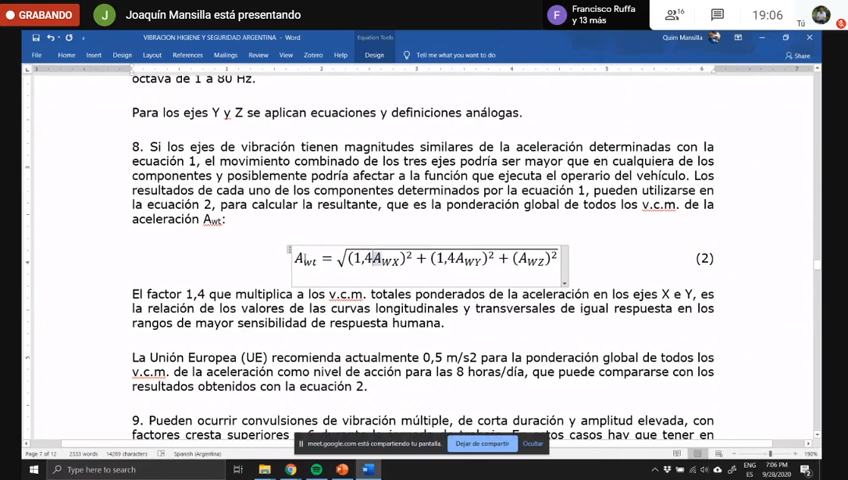 GRABANDO
J
Joaquín Mansilla está presentando
F
Francisco Ruffa
y 13 más
16
19:06
Tú
VIBRACION HIGIENE Y SEGURIDAD ARGENTINA - Word
Equation Tools
Quim Mansilla
File Home Insert Design Layout References Mailings Review View Zotero Help Design Tell me what you want to do
Share
octava de 1 a 80 Hz.
Para los ejes Y y Z se aplican ecuaciones y definiciones análogas.
8. Si los ejes de vibración tienen magnitudes similares de la aceleración determinadas con la
ecuación 1, el movimiento combinado de los tres ejes podría ser mayor que en cualquiera de los
componentes y posiblemente podría afectar a la función que ejecuta el operario del vehículo. Los
resultados de cada uno de los componentes determinados por la ecuación 1, pueden utilizarse en
la ecuación 2, para calcular la resultante, que es la ponderación global de todos los v.c.m. de la
aceleración Awt:
Awt = √(1,4AWX)² + (1,4AWY)² + (AWZ)² (2)
El factor 1,4 que multiplica a los v.c.m. totales ponderados de la aceleración en los ejes X e Y, es
la relación de los valores de las curvas longitudinales y transversales de igual respuesta en los
rangos de mayor sensibilidad de respuesta humana.
La Unión Europea (UE) recomienda actualmente 0,5 m/s2 para la ponderación global de todos los
v.c.m. de la aceleración como nivel de acción para las 8 horas/día, que puede compararse con los
resultados obtenidos con la ecuación 2.
9. Pueden ocurrir convulsiones de vibración múltiple, de corta duración y amplitud elevada, con
factores cresta superiores
tos casos hay que tener en
meet.google.com está compartiendo tu pantalla.
Dejar de compartir
Ocultar
Page 7 of 12 2333 words 14269 characters Spanish (Argentina)
190%
Type here to search
ENG
ES
7:06 PM
9/28/2020